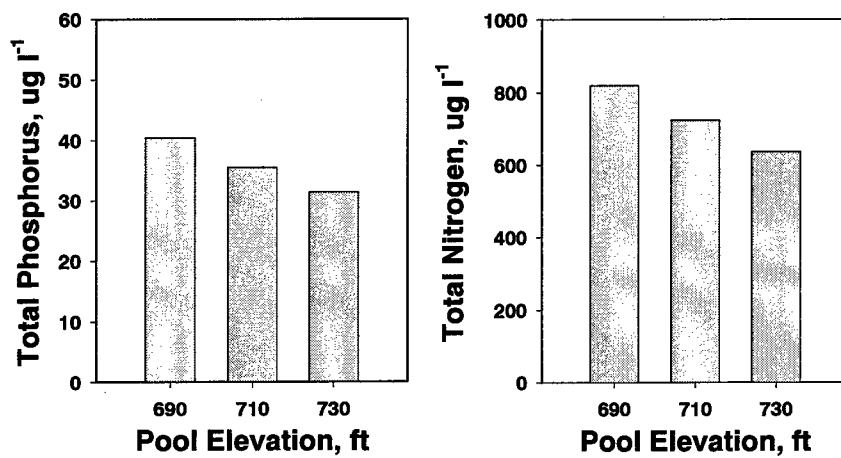 Total Phosphorus, ug l-1
60
50
40
30
20
10
0
690 710 730
Pool Elevation, ft
Total Nitrogen, ug l-1
1000
800
600
400
200
0
690 710 730
Pool Elevation, ft